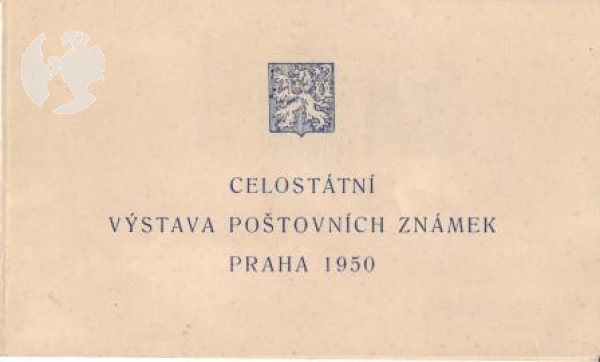 CELOSTÁTNÍ
VÝSTAVA POŠTOVNÍCH ZNÁMEK
PRAHA 1950